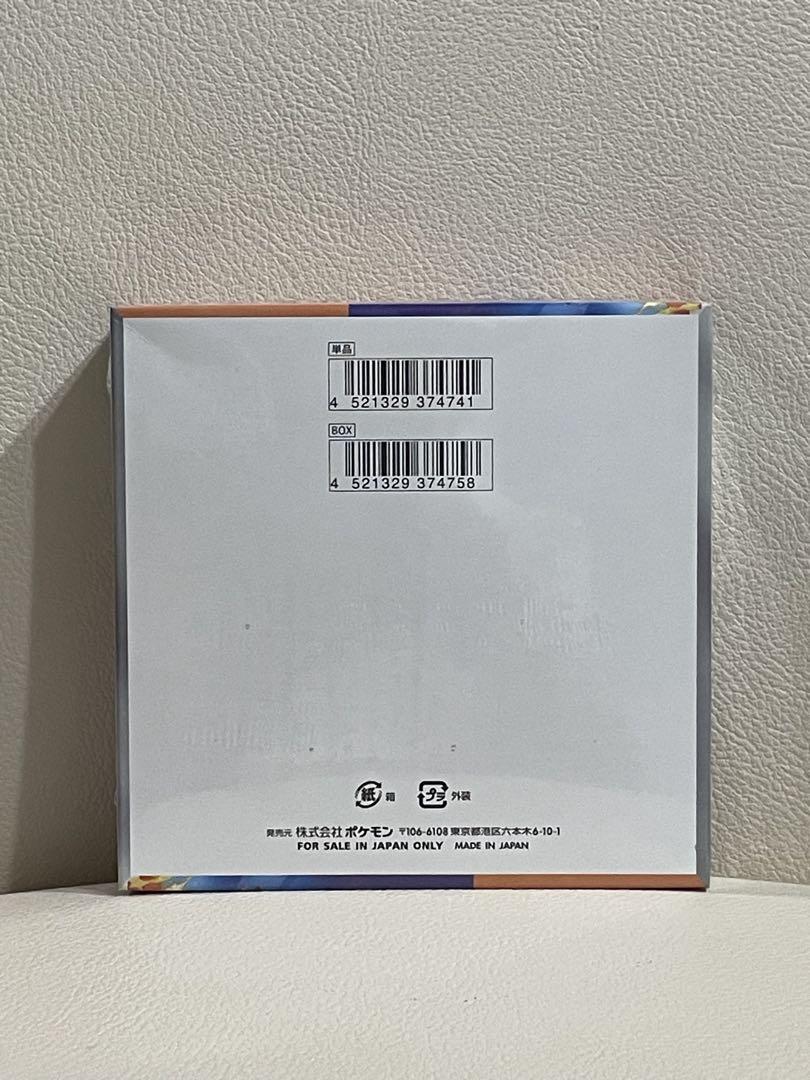 単品
4 521329 374741
BOX
4 521329 374758
紙 箱 プラ 外装
発売元 株式会社 ポケモン 〒106-6108 東京都港区六本木6-10-1
FOR SALE IN JAPAN ONLY MADE IN JAPAN